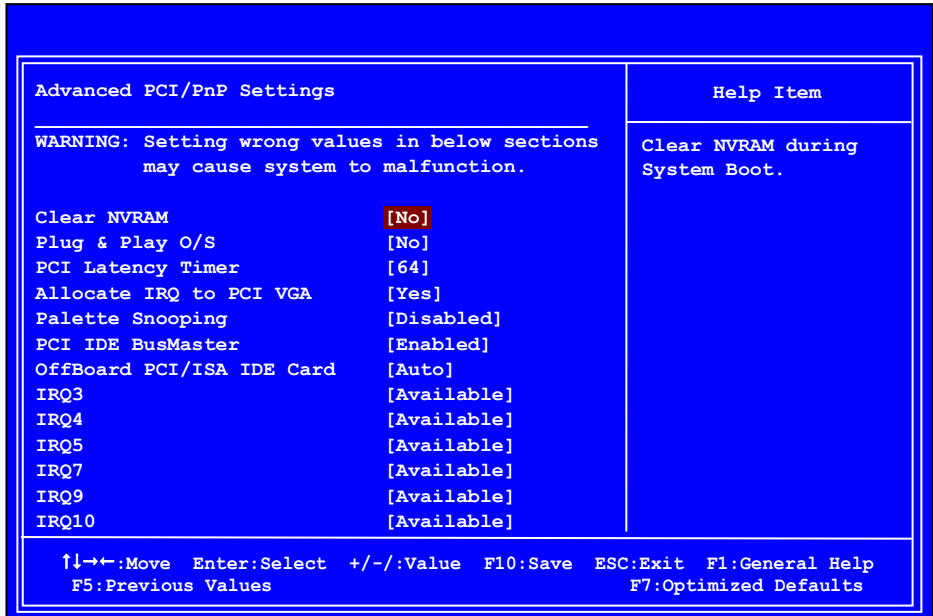 Advanced PCI/PnP Settings
Help Item
WARNING: Setting wrong values in below sections
may cause system to malfunction.
Clear NVRAM during
System Boot.
Clear NVRAM [No]
Plug & Play O/S [No]
PCI Latency Timer [64]
Allocate IRQ to PCI VGA [Yes]
Palette Snooping [Disabled]
PCI IDE BusMaster [Enabled]
OffBoard PCI/ISA IDE Card [Auto]
IRQ3 [Available]
IRQ4 [Available]
IRQ5 [Available]
IRQ7 [Available]
IRQ9 [Available]
IRQ10 [Available]
↑↓→←:Move Enter:Select +/-/:Value F10:Save ESC:Exit F1:General Help
F5:Previous Values F7:Optimized Defaults